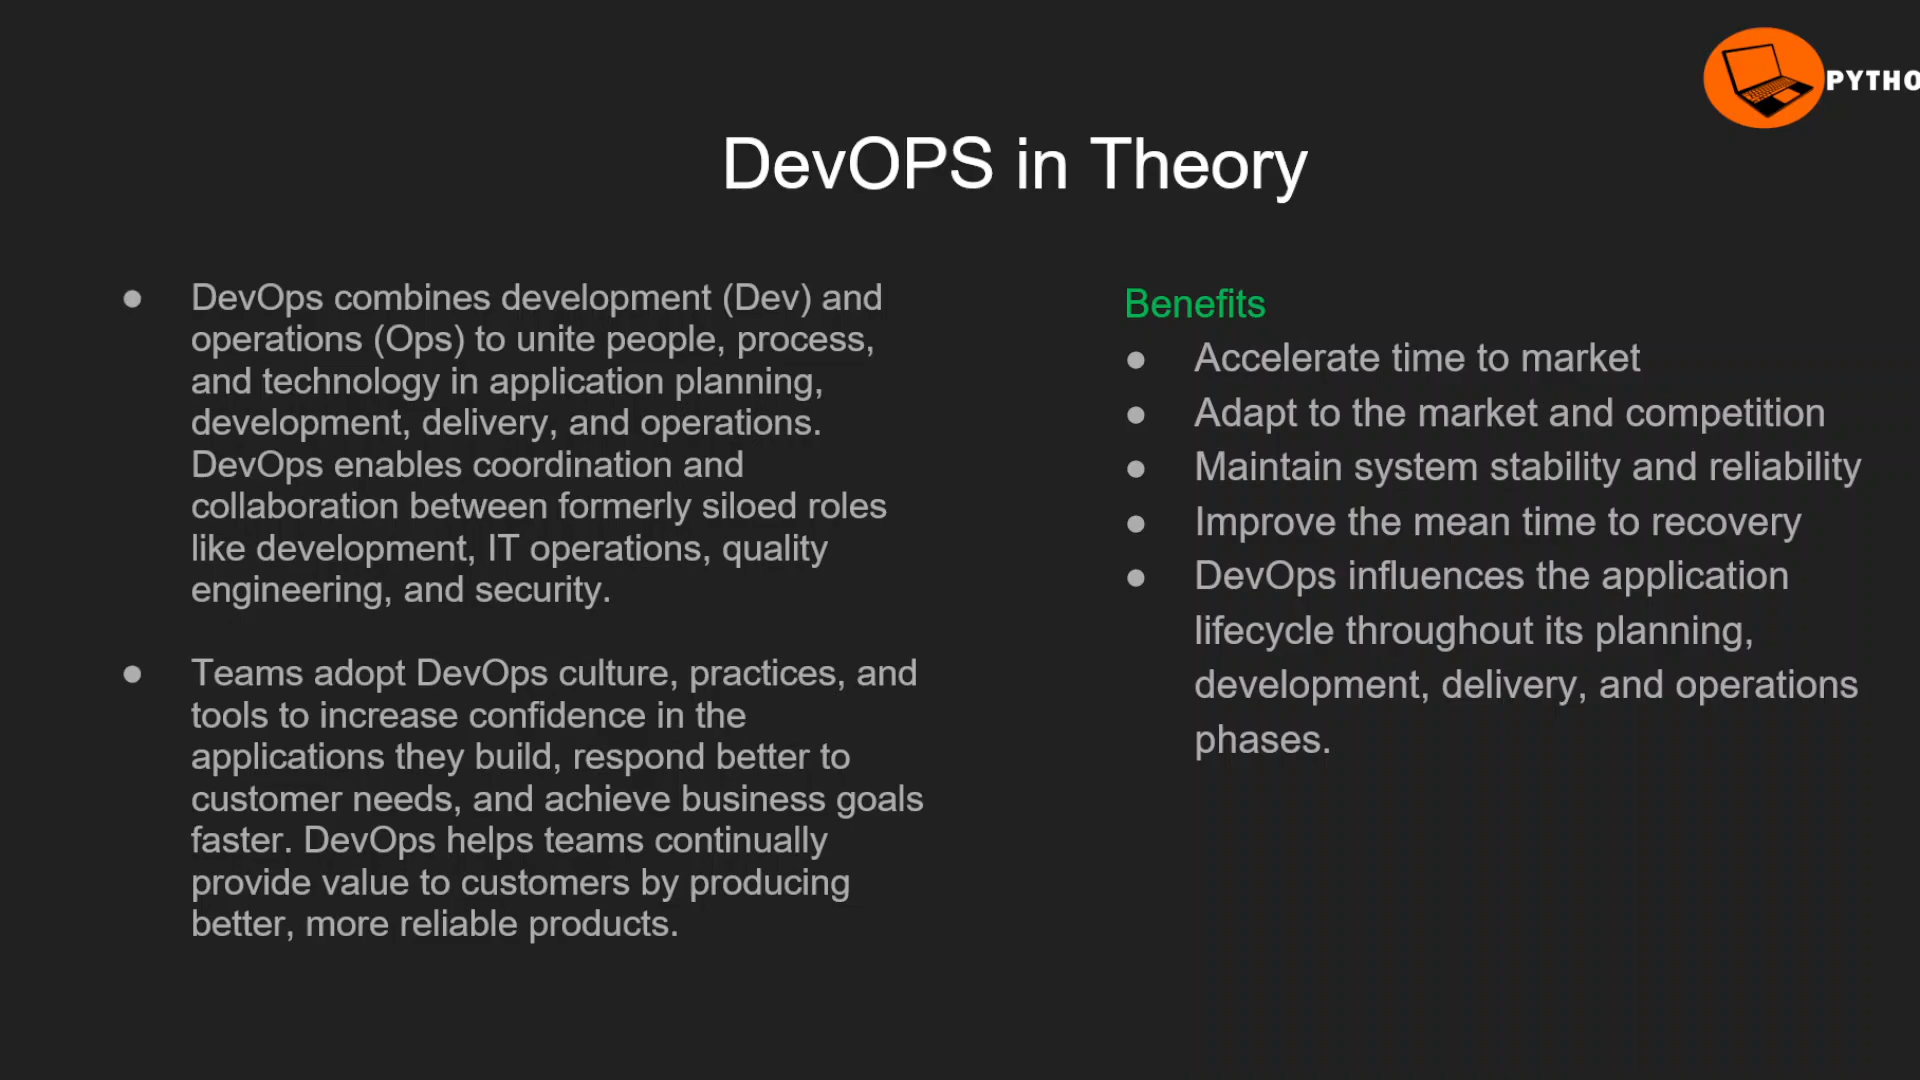 PYTHO
DevOPS in Theory
● DevOps combines development (Dev) and
operations (Ops) to unite people, process,
and technology in application planning,
development, delivery, and operations.
DevOps enables coordination and
collaboration between formerly siloed roles
like development, IT operations, quality
engineering, and security.
● Teams adopt DevOps culture, practices, and
tools to increase confidence in the
applications they build, respond better to
customer needs, and achieve business goals
faster. DevOps helps teams continually
provide value to customers by producing
better, more reliable products.
Benefits
● Accelerate time to market
● Adapt to the market and competition
● Maintain system stability and reliability
● Improve the mean time to recovery
● DevOps influences the application
lifecycle throughout its planning,
development, delivery, and operations
phases.